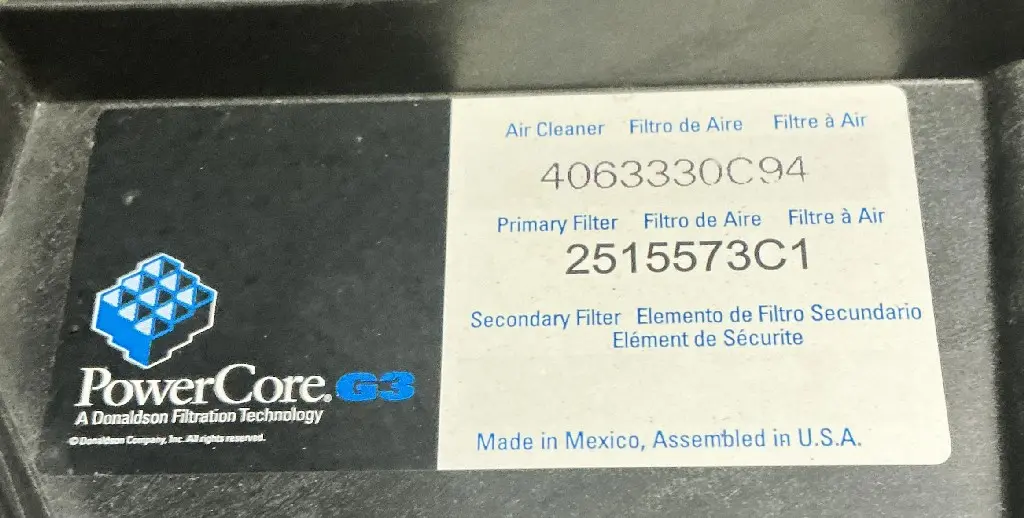 PowerCore. G3
A Donaldson Filtration Technology
© Donaldson Company, Inc. All rights reserved.
Air Cleaner Filtro de Aire Filtre à Air
4063330C94
Primary Filter Filtro de Aire Filtre à Air
2515573C1
Secondary Filter Elemento de Filtro Secundario
Elément de Sécurite
Made in Mexico, Assembled in U.S.A.